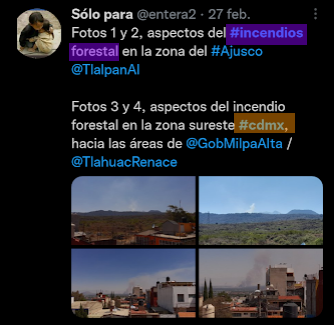 Sólo para @entera2 · 27 feb.
Fotos 1 y 2, aspectos del #incendios
forestal en la zona del #Ajusco
@TlalpanAl
Fotos 3 y 4, aspectos del incendio
forestal en la zona sureste #cdmx,
hacia las áreas de @GobMilpaAlta /
@TlahuacRenace